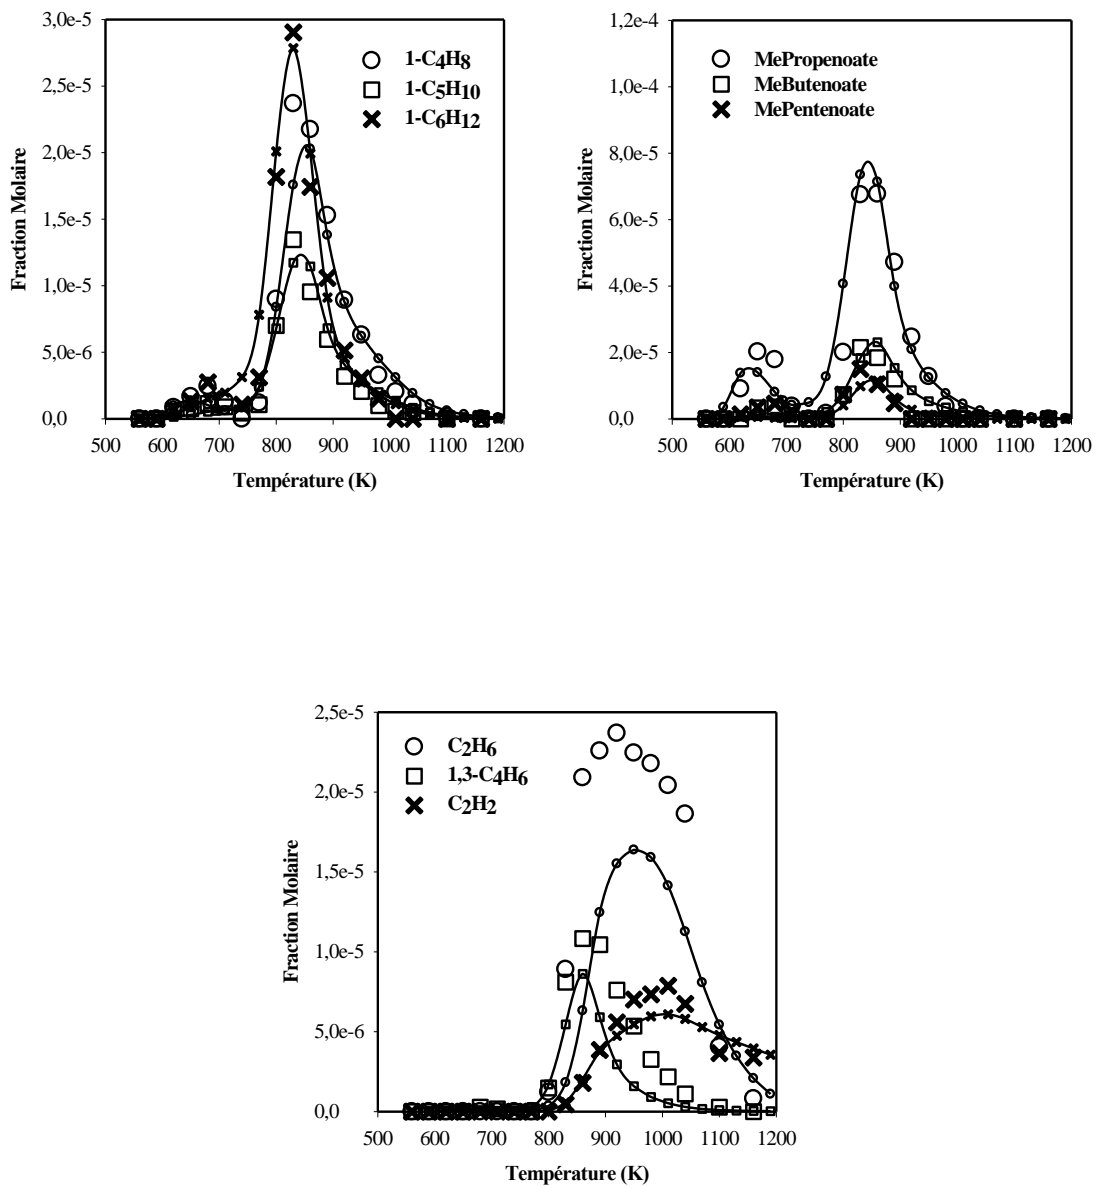 3,0e-5
2,5e-5
2,0e-5
1,5e-5
1,0e-5
5,0e-6
0,0
Fraction Molaire
1-C4H8
1-C5H10
1-C6H12
500 600 700 800 900 1000 1100 1200
Température (K)
1,2e-4
1,0e-4
8,0e-5
6,0e-5
4,0e-5
2,0e-5
0,0
Fraction Molaire
MePropenoate
MeButenoate
MePentenoate
500 600 700 800 900 1000 1100 1200
Température (K)
2,5e-5
2,0e-5
1,5e-5
1,0e-5
5,0e-6
0,0
Fraction Molaire
C2H6
1,3-C4H6
C2H2
500 600 700 800 900 1000 1100 1200
Température (K)